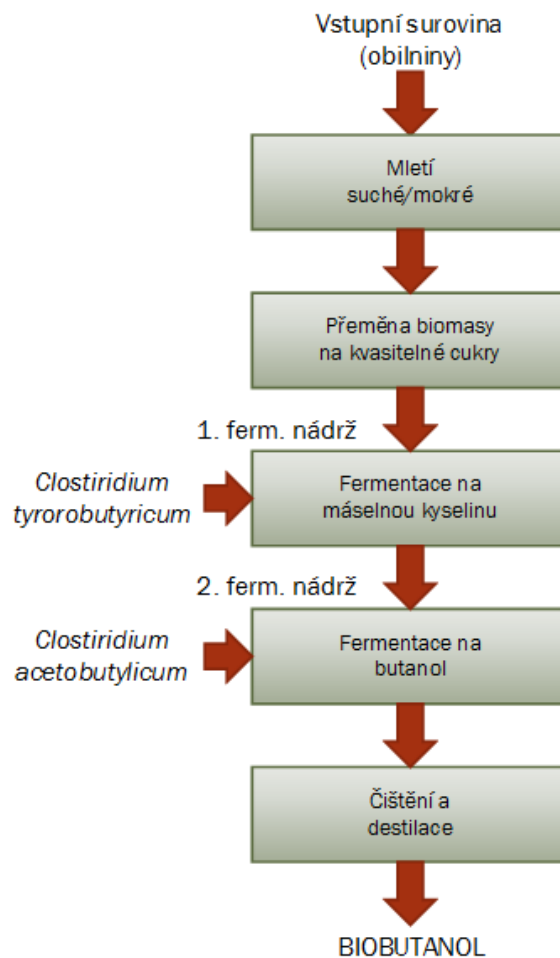 Vstupní surovina
(obilniny)
Mletí
suché/mokré
Přeměna biomasy
na kvasitelné cukry
1. ferm. nádrž
Clostiridium
tyrorobutyricum
Fermentace na
máselnou kyselinu
2. ferm. nádrž
Clostiridium
acetobutylicum
Fermentace na
butanol
Čištění a
destilace
BIOBUTANOL